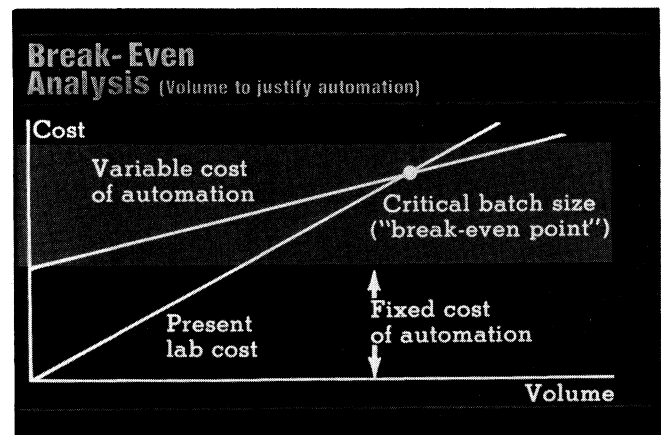 Break-Even
Analysis (Volume to justify automation)
Cost
Variable cost
of automation
Critical batch size
("break-even point")
Present
lab cost
Fixed cost
of automation
Volume